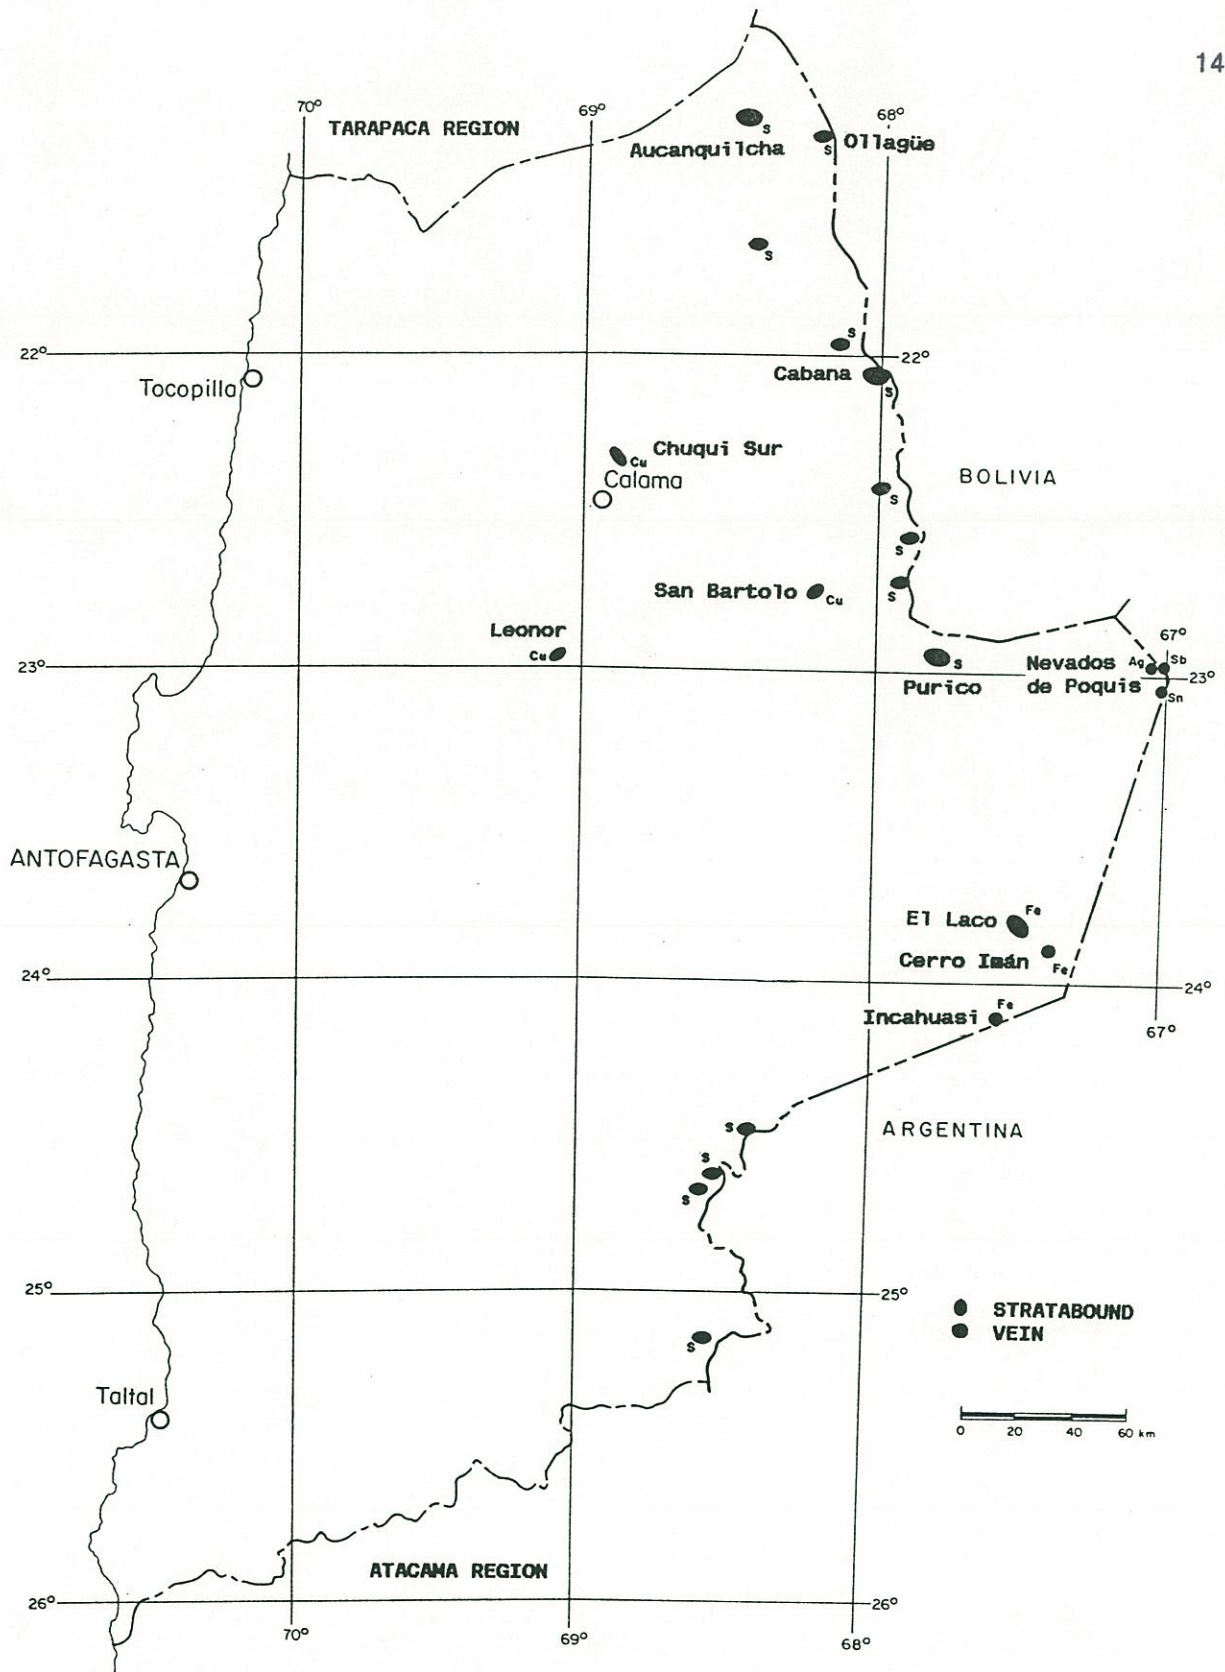 14
70°
69°
68°
TARAPACA REGION
S
Aucanquilcha
S
Ollagüe
S
S
22°
22°
Cabana
S
Tocopilla
Chuqui Sur
Cu
Calama
BOLIVIA
S
S
San Bartolo
Cu
S
Leonor
Cu
67°
23°
S
Purico
Nevados
de Poquis
Ag
Sb
23°
Sn
ANTOFAGASTA
El Laco
Fe
Cerro Imán
Fe
24°
24°
Incahuasi
Fe
67°
S
ARGENTINA
S
S
25°
25°
STRATABOUND
VEIN
S
Taltal
0 20 40 60 km
ATACAMA REGION
26°
26°
70°
69°
68°